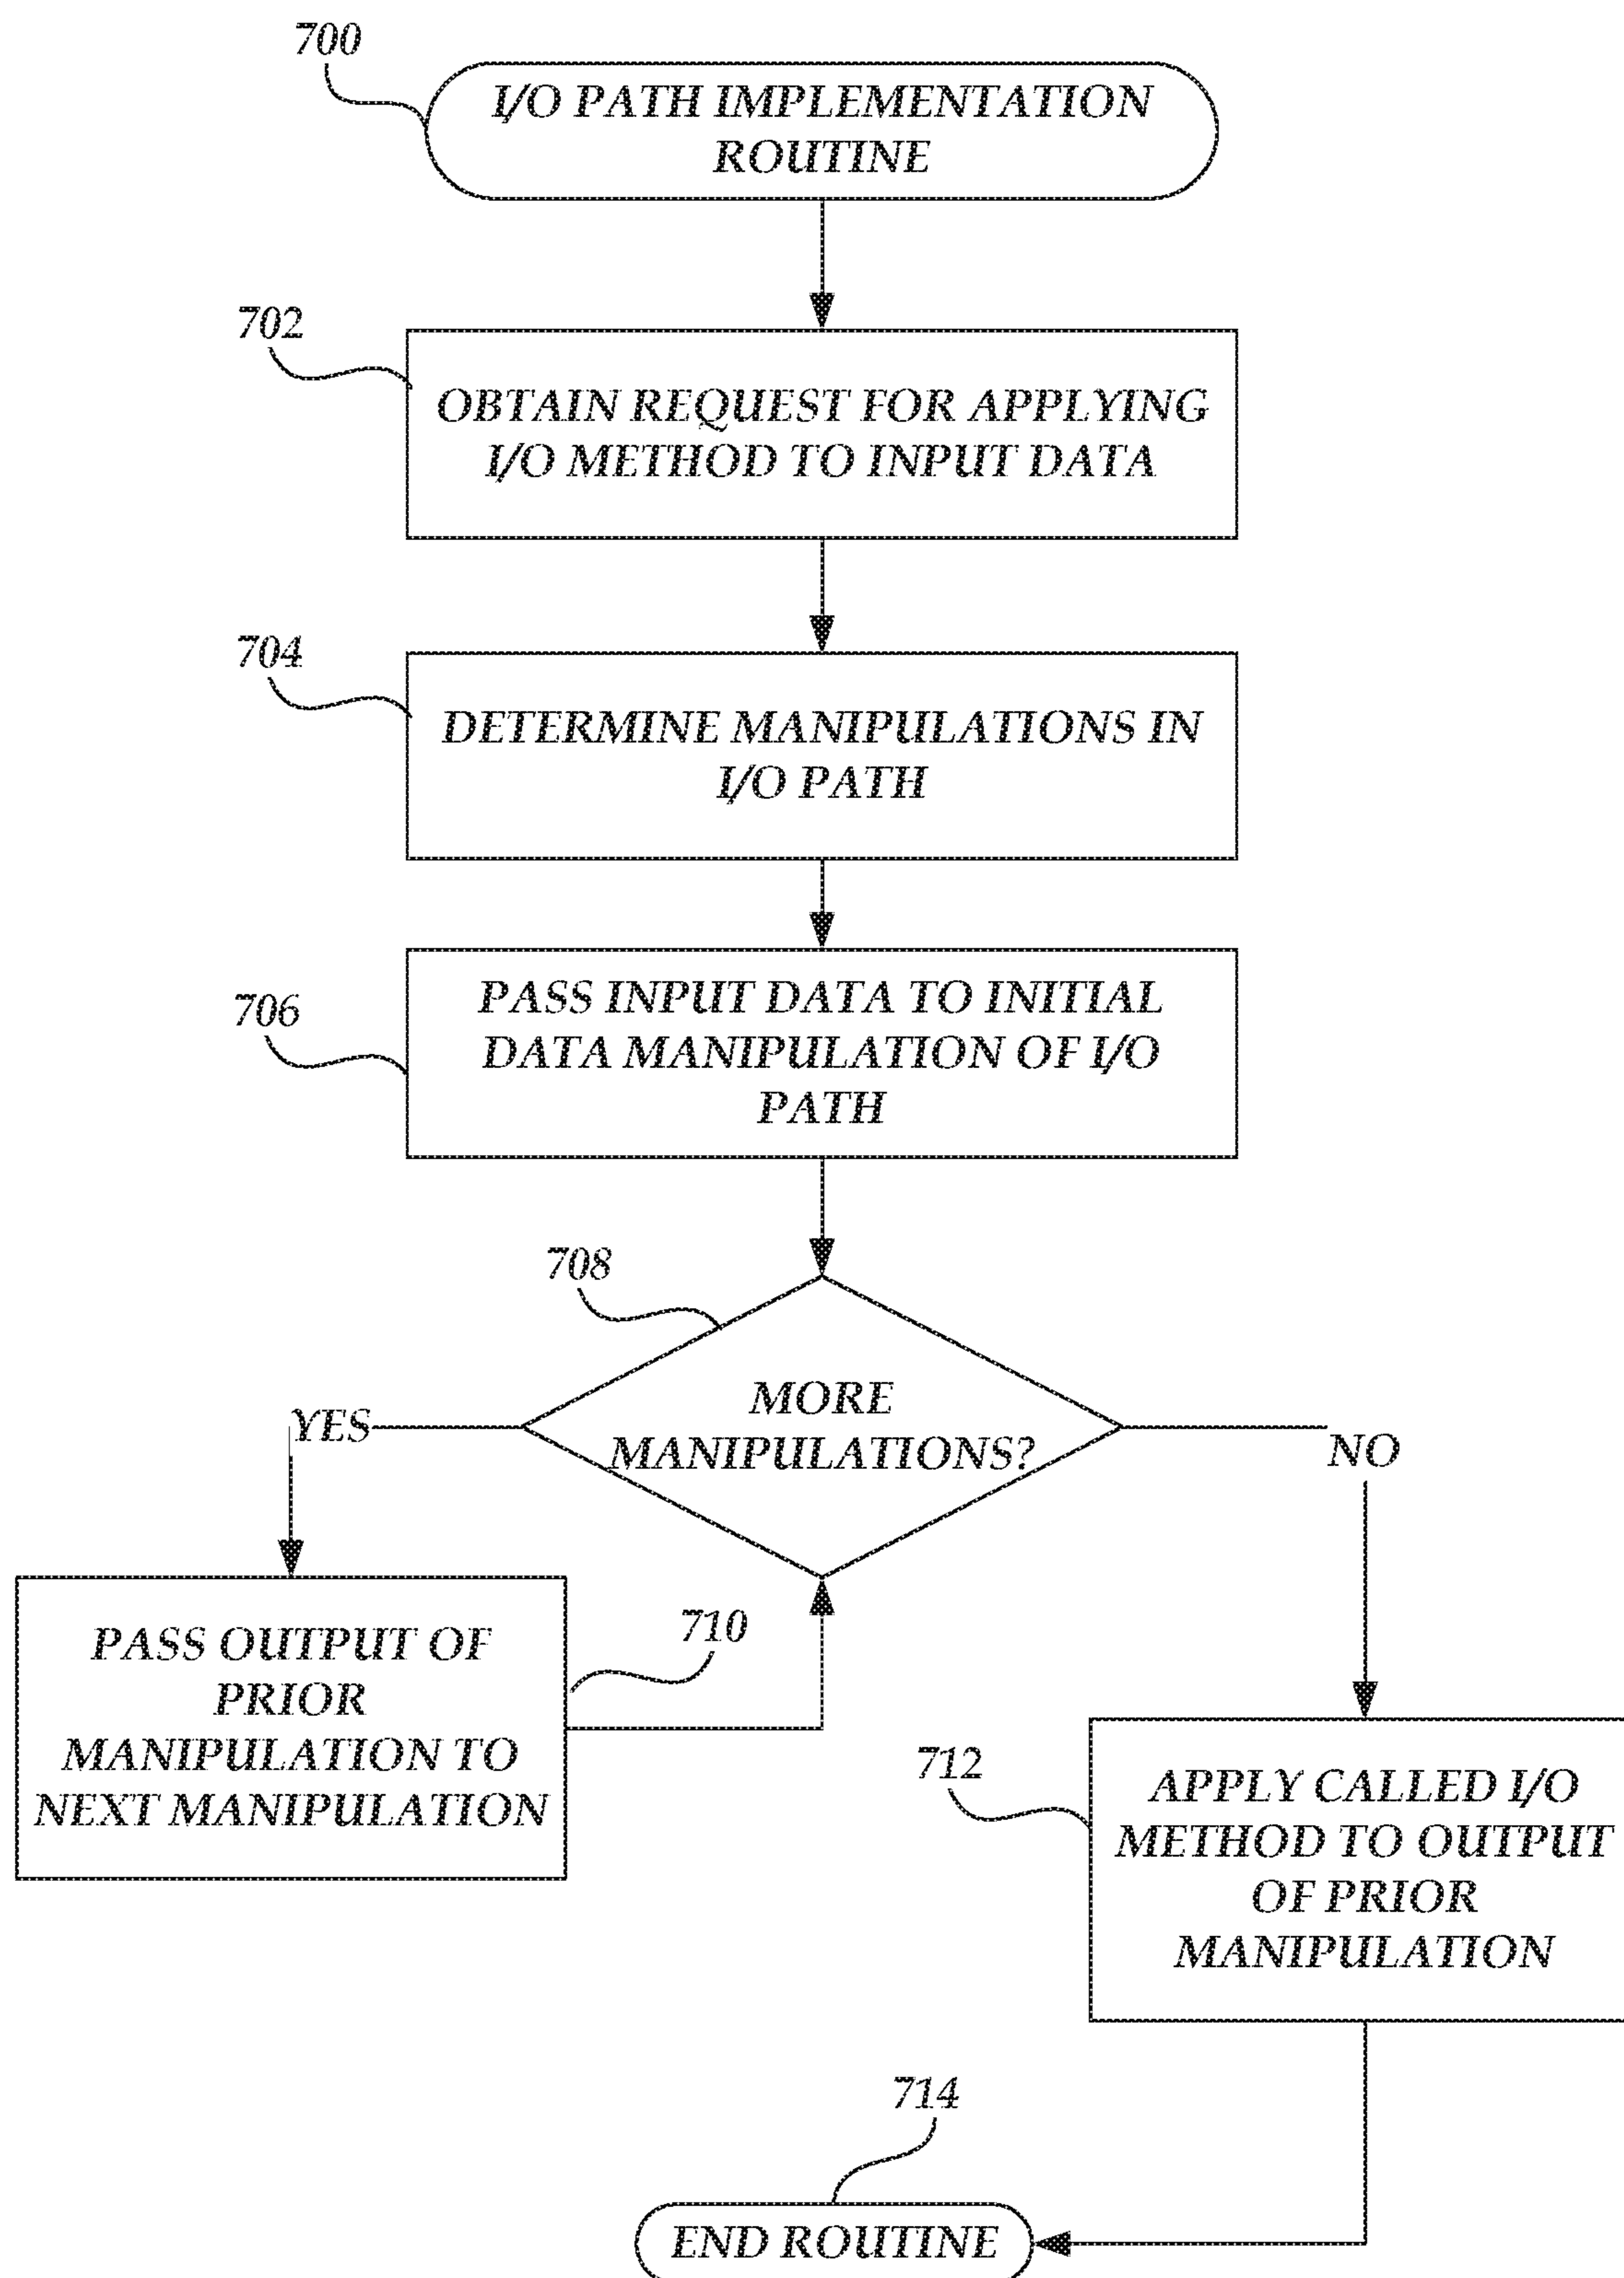 700
I/O PATH IMPLEMENTATION
ROUTINE
702
OBTAIN REQUEST FOR APPLYING
I/O METHOD TO INPUT DATA
704
DETERMINE MANIPULATIONS IN
I/O PATH
706
PASS INPUT DATA TO INITIAL
DATA MANIPULATION OF I/O
PATH
708
MORE
MANIPULATIONS?
YES
NO
710
PASS OUTPUT OF
PRIOR
MANIPULATION TO
NEXT MANIPULATION
712
APPLY CALLED I/O
METHOD TO OUTPUT
OF PRIOR
MANIPULATION
714
END ROUTINE